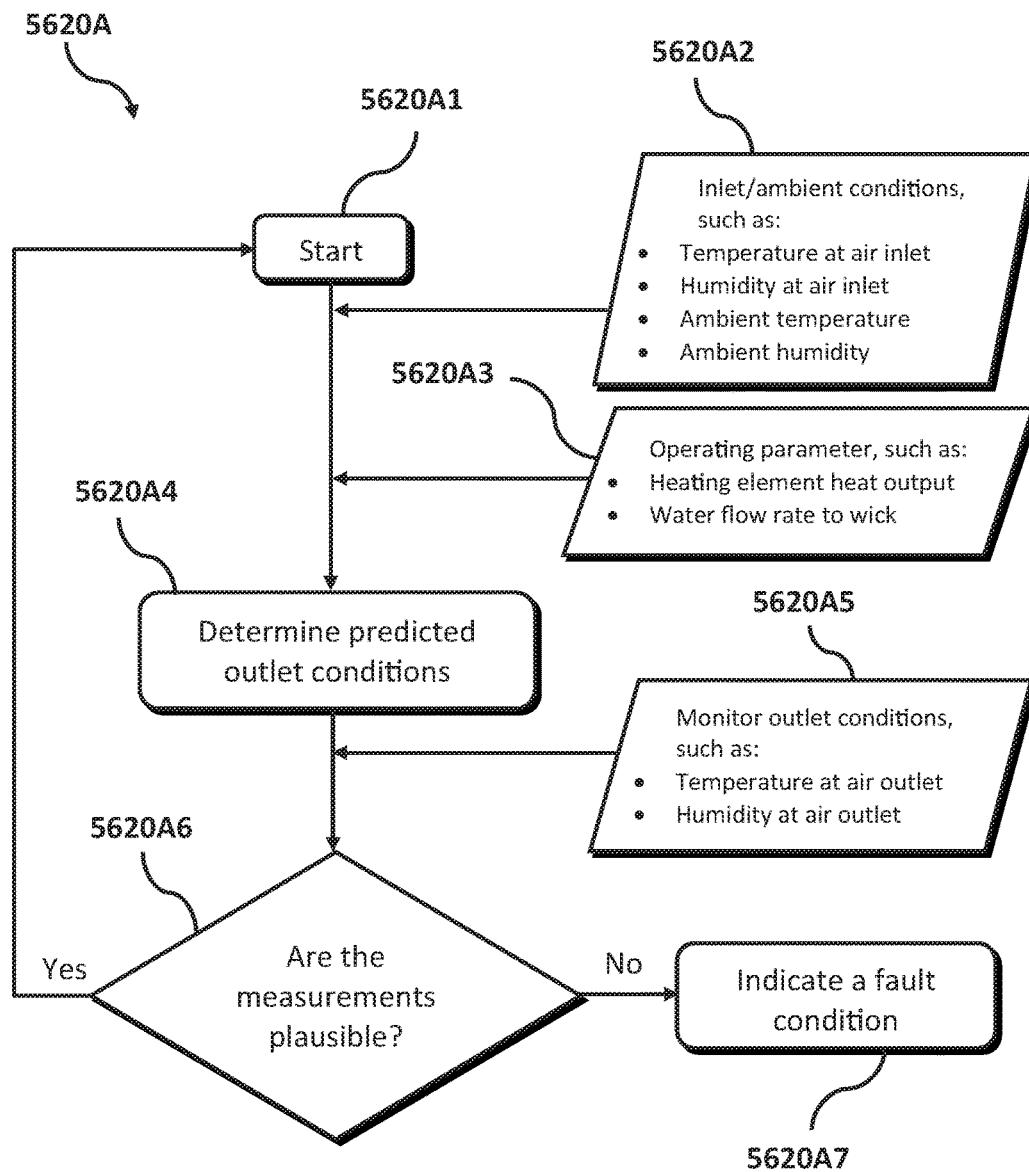 5620A
5620A2
5620A1
Inlet/ambient conditions,
such as:
• Temperature at air inlet
• Humidity at air inlet
• Ambient temperature
• Ambient humidity
Start
5620A3
Operating parameter, such as:
• Heating element heat output
• Water flow rate to wick
5620A4
Determine predicted
outlet conditions
5620A5
Monitor outlet conditions,
such as:
• Temperature at air outlet
• Humidity at air outlet
5620A6
Are the
measurements
plausible?
Yes
No
Indicate a fault
condition
5620A7